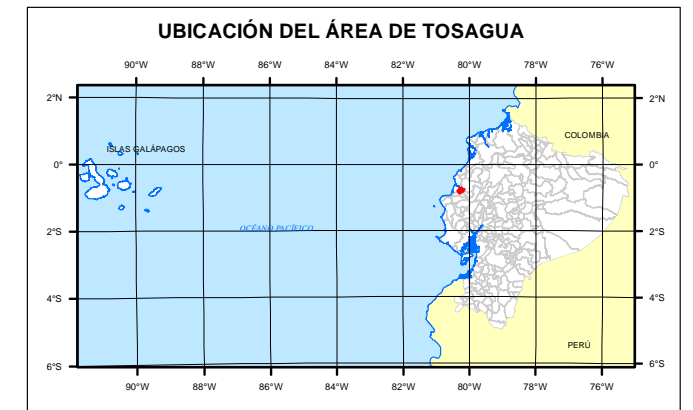 UBICACIÓN DEL ÁREA DE TOSAGUA
90°W 88°W 86°W 84°W 82°W 80°W 78°W 76°W
2°N 2°N
COLOMBIA
ISLAS GALÁPAGOS
0° 0°
2°S OCÉANO PACÍFICO 2°S
4°S 4°S
PERÚ
6°S 6°S
90°W 88°W 86°W 84°W 82°W 80°W 78°W 76°W